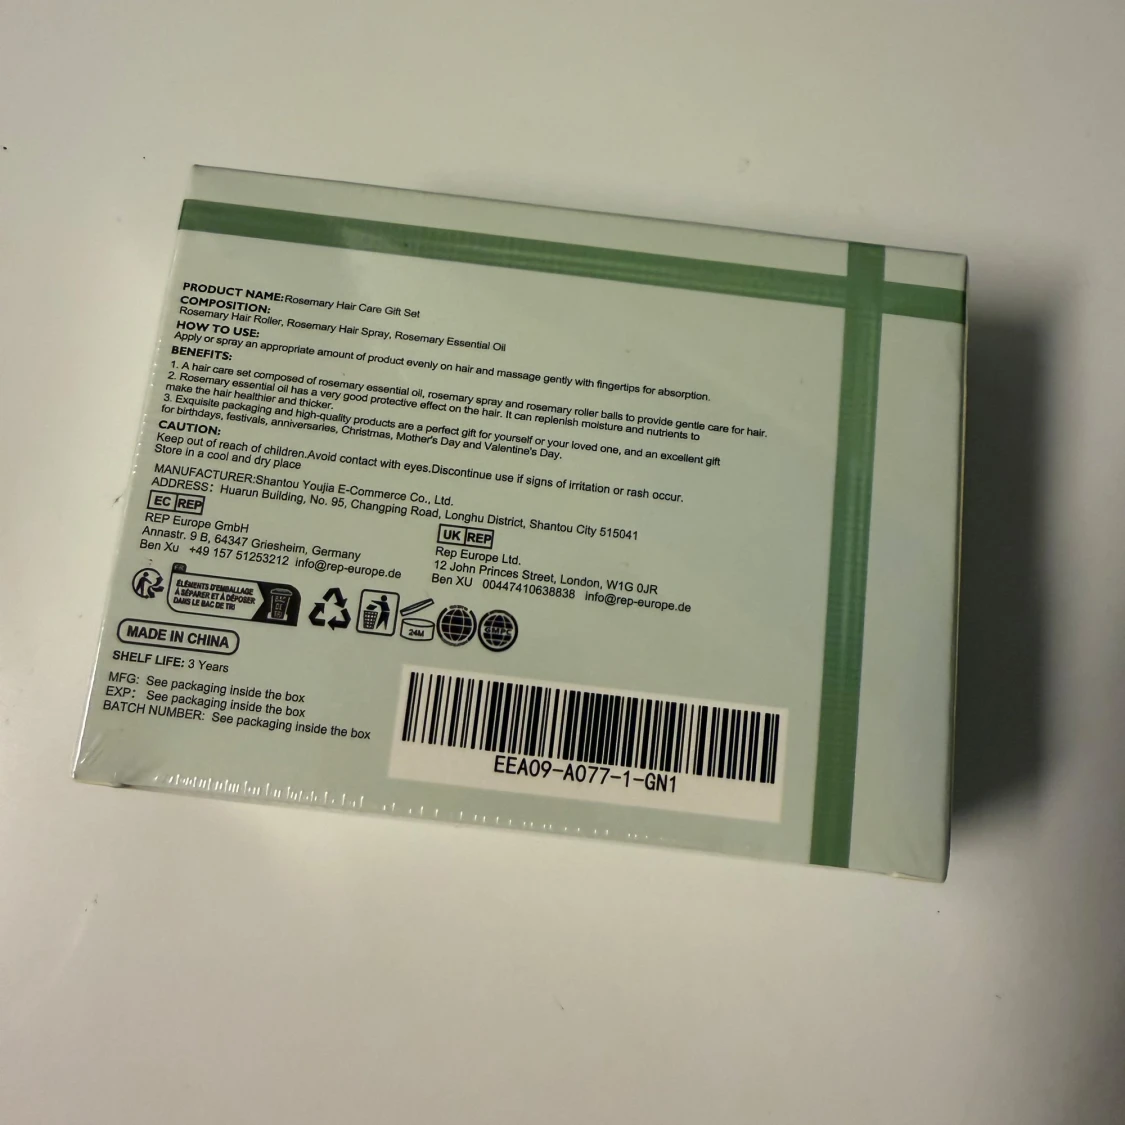 PRODUCT NAME:Rosemary Hair Care Gift Set
COMPOSITION:
Rosemary Hair Roller, Rosemary Hair Spray, Rosemary Essential Oil
HOW TO USE:
Apply or spray an appropriate amount of product evenly on hair and massage gently with fingertips for absorption.
BENEFITS:
1. A hair care set composed of rosemary essential oil, rosemary spray and rosemary roller balls to provide gentle care for hair.
2. Rosemary essential oil has a very good protective effect on the hair. It can replenish moisture and nutrients to
make the hair healthier and thicker.
3. Exquisite packaging and high-quality products are a perfect gift for yourself or your loved one, and an excellent gift
for birthdays, festivals, anniversaries, Christmas, Mother's Day and Valentine's Day.
CAUTION:
Keep out of reach of children.Avoid contact with eyes.Discontinue use if signs of irritation or rash occur.
Store in a cool and dry place
MANUFACTURER:Shantou Youjia E-Commerce Co., Ltd.
ADDRESS: Huarun Building, No. 95, Changping Road, Longhu District, Shantou City 515041
EC REP
REP Europe GmbH
Annastr. 9 B, 64347 Griesheim, Germany
Ben Xu +49 157 51253212 info@rep-europe.de
UK REP
Rep Europe Ltd.
12 John Princes Street, London, W1G 0JR
Ben XU 00447410638838 info@rep-europe.de
FR
ÉLÉMENTS D'EMBALLAGE
À SÉPARER ET À DÉPOSER
DANS LE BAC DE TRI
BAC
DE
TRI
24M
GMPC
MADE IN CHINA
SHELF LIFE: 3 Years
MFG: See packaging inside the box
EXP: See packaging inside the box
BATCH NUMBER: See packaging inside the box
EEA09-A077-1-GN1